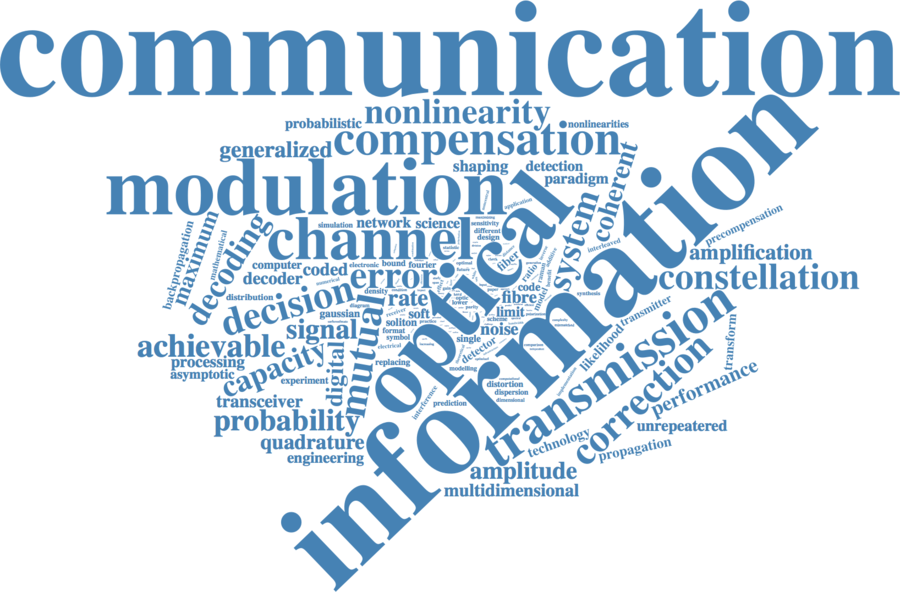 communication
nonlinearity
probabilistic
nonlinearities
compensation
generalized
shaping
detection
paradigm
coherent
modulation
information
optical
system
application
sensitivity
different
design
simulation
network
science
channel
maximum
decoding
backpropagation
mathematical
precompensation
interleaved
amplification
constellation
fiber
computer
coded
electronic
bound
fourier
decoder
error
numerical
ratio
code
density
distribution
decision
rate
fibre
synthesis
soft
limit
gaussian
diagram
receiver
signal
mutual
soliton
scheme
noise
format
symbol
single
transmitter
likelihood
transmission
achievable
electrical
detector
processing
asymptotic
capacity
digital
replacing
modelling
experiment
distortion
dispersion
dimensional
implementation
transform
correction
performance
transceiver
interference
prediction
probability
unrepeatered
quadrature
technology
propagation
engineering
amplitude
multidimensional